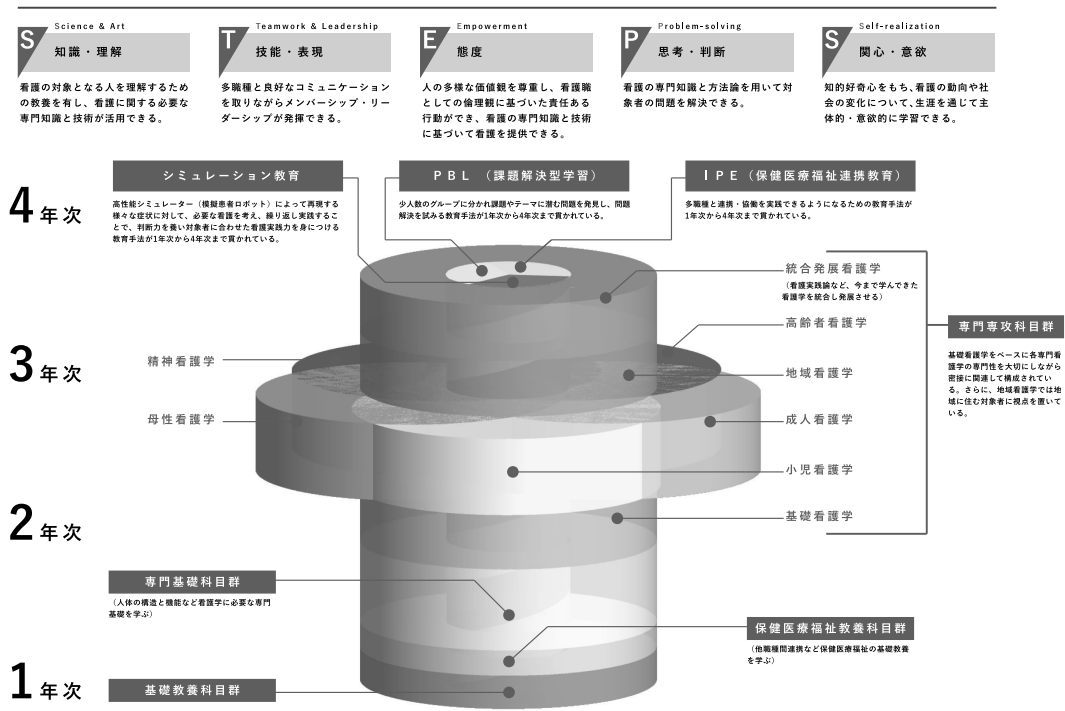 S Science & Art
知識・理解
看護の対象となる人を理解するため
の教養を有し、看護に関する必要な
専門知識と技術が活用できる。
T Teamwork & Leadership
技能・表現
多職種と良好なコミュニケーション
を取りながらメンバーシップ・リー
ダーシップが発揮できる。
E Empowerment
態度
人の多様な価値観を尊重し、看護職
としての倫理観に基づいた責任ある
行動ができ、看護の専門知識と技術
に基づいて看護を提供できる。
P Problem-solving
思考・判断
看護の専門知識と方法論を用いて対
象者の問題を解決できる。
S Self-realization
関心・意欲
知的好奇心をもち、看護の動向や社
会の変化について、生涯を通じて主
体的・意欲的に学習できる。
4年次
シミュレーション教育
高性能シミュレーター（模擬患者ロボット）によって再現する
様々な症状に対して、必要な看護を考え、繰り返し実践するこ
とで、判断力を養い対象者に合わせた看護実践力を身につける
教育手法が1年次から4年次まで貫かれている。
PBL （課題解決型学習）
少人数のグループに分かれ課題やテーマに潜む問題を発見し、問題
解決を試みる教育手法が1年次から4年次まで貫かれている。
IPE（保健医療福祉連携教育）
多職種と連携・協働を実践できるようになるための教育手法が
1年次から4年次まで貫かれている。
統合発展看護学
（看護実践論など、今まで学んできた
看護学を統合し発展させる）
高齢者看護学
専門専攻科目群
基礎看護学をベースに各専門看
護学の専門性を大切にしながら
密接に関連して構成されてい
る。さらに、地域看護学では地
域に住む対象者に視点を置いて
いる。
3年次
精神看護学
地域看護学
母性看護学
成人看護学
小児看護学
2年次
基礎看護学
専門基礎科目群
（人体の構造と機能など看護学に必要な専門
基礎を学ぶ）
保健医療福祉教養科目群
（他職種間連携など保健医療福祉の基礎教養
を学ぶ）
1年次
基礎教養科目群